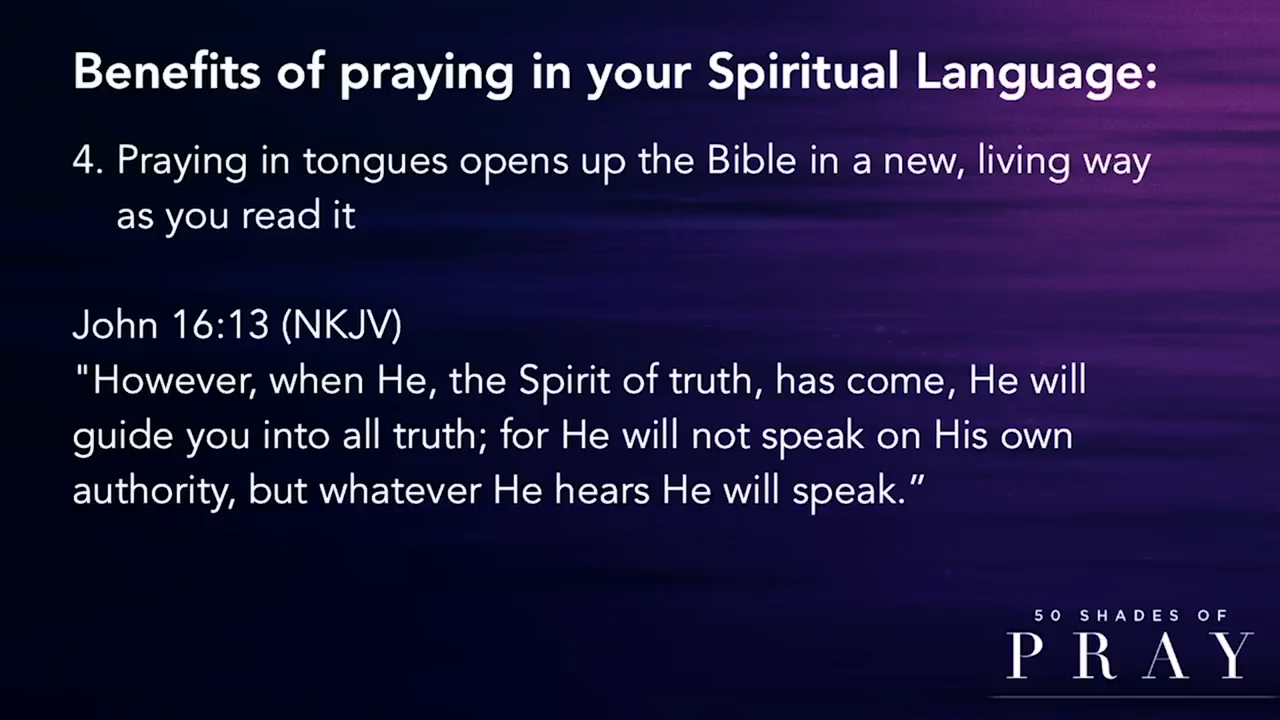 Benefits of praying in your Spiritual Language:
4. Praying in tongues opens up the Bible in a new, living way
as you read it
John 16:13 (NKJV)
"However, when He, the Spirit of truth, has come, He will
guide you into all truth; for He will not speak on His own
authority, but whatever He hears He will speak.”
50 SHADES OF
PRAY